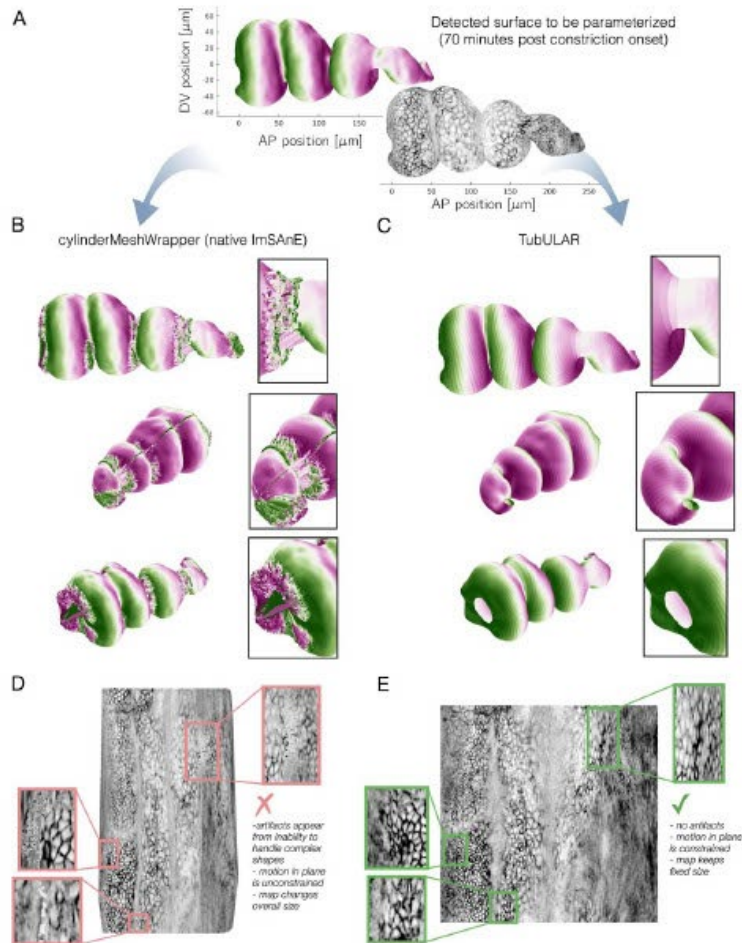 A
Detected surface to be parameterized
(70 minutes post constriction onset)
DV position [μm]
60
40
20
0
-20
-40
-60
0 50 100 150
AP position [μm]
0 50 100 150 200 250
AP position [μm]
B
cylinderMeshWrapper (native ImSAnE)
C
TubULAR
D
✗
-artifacts appear
from inability to
handle complex
shapes
- motion in plane
is unconstrained
- map changes
overall size
E
✓
- no artifacts
- motion in plane
is constrained
- map keeps
fixed size